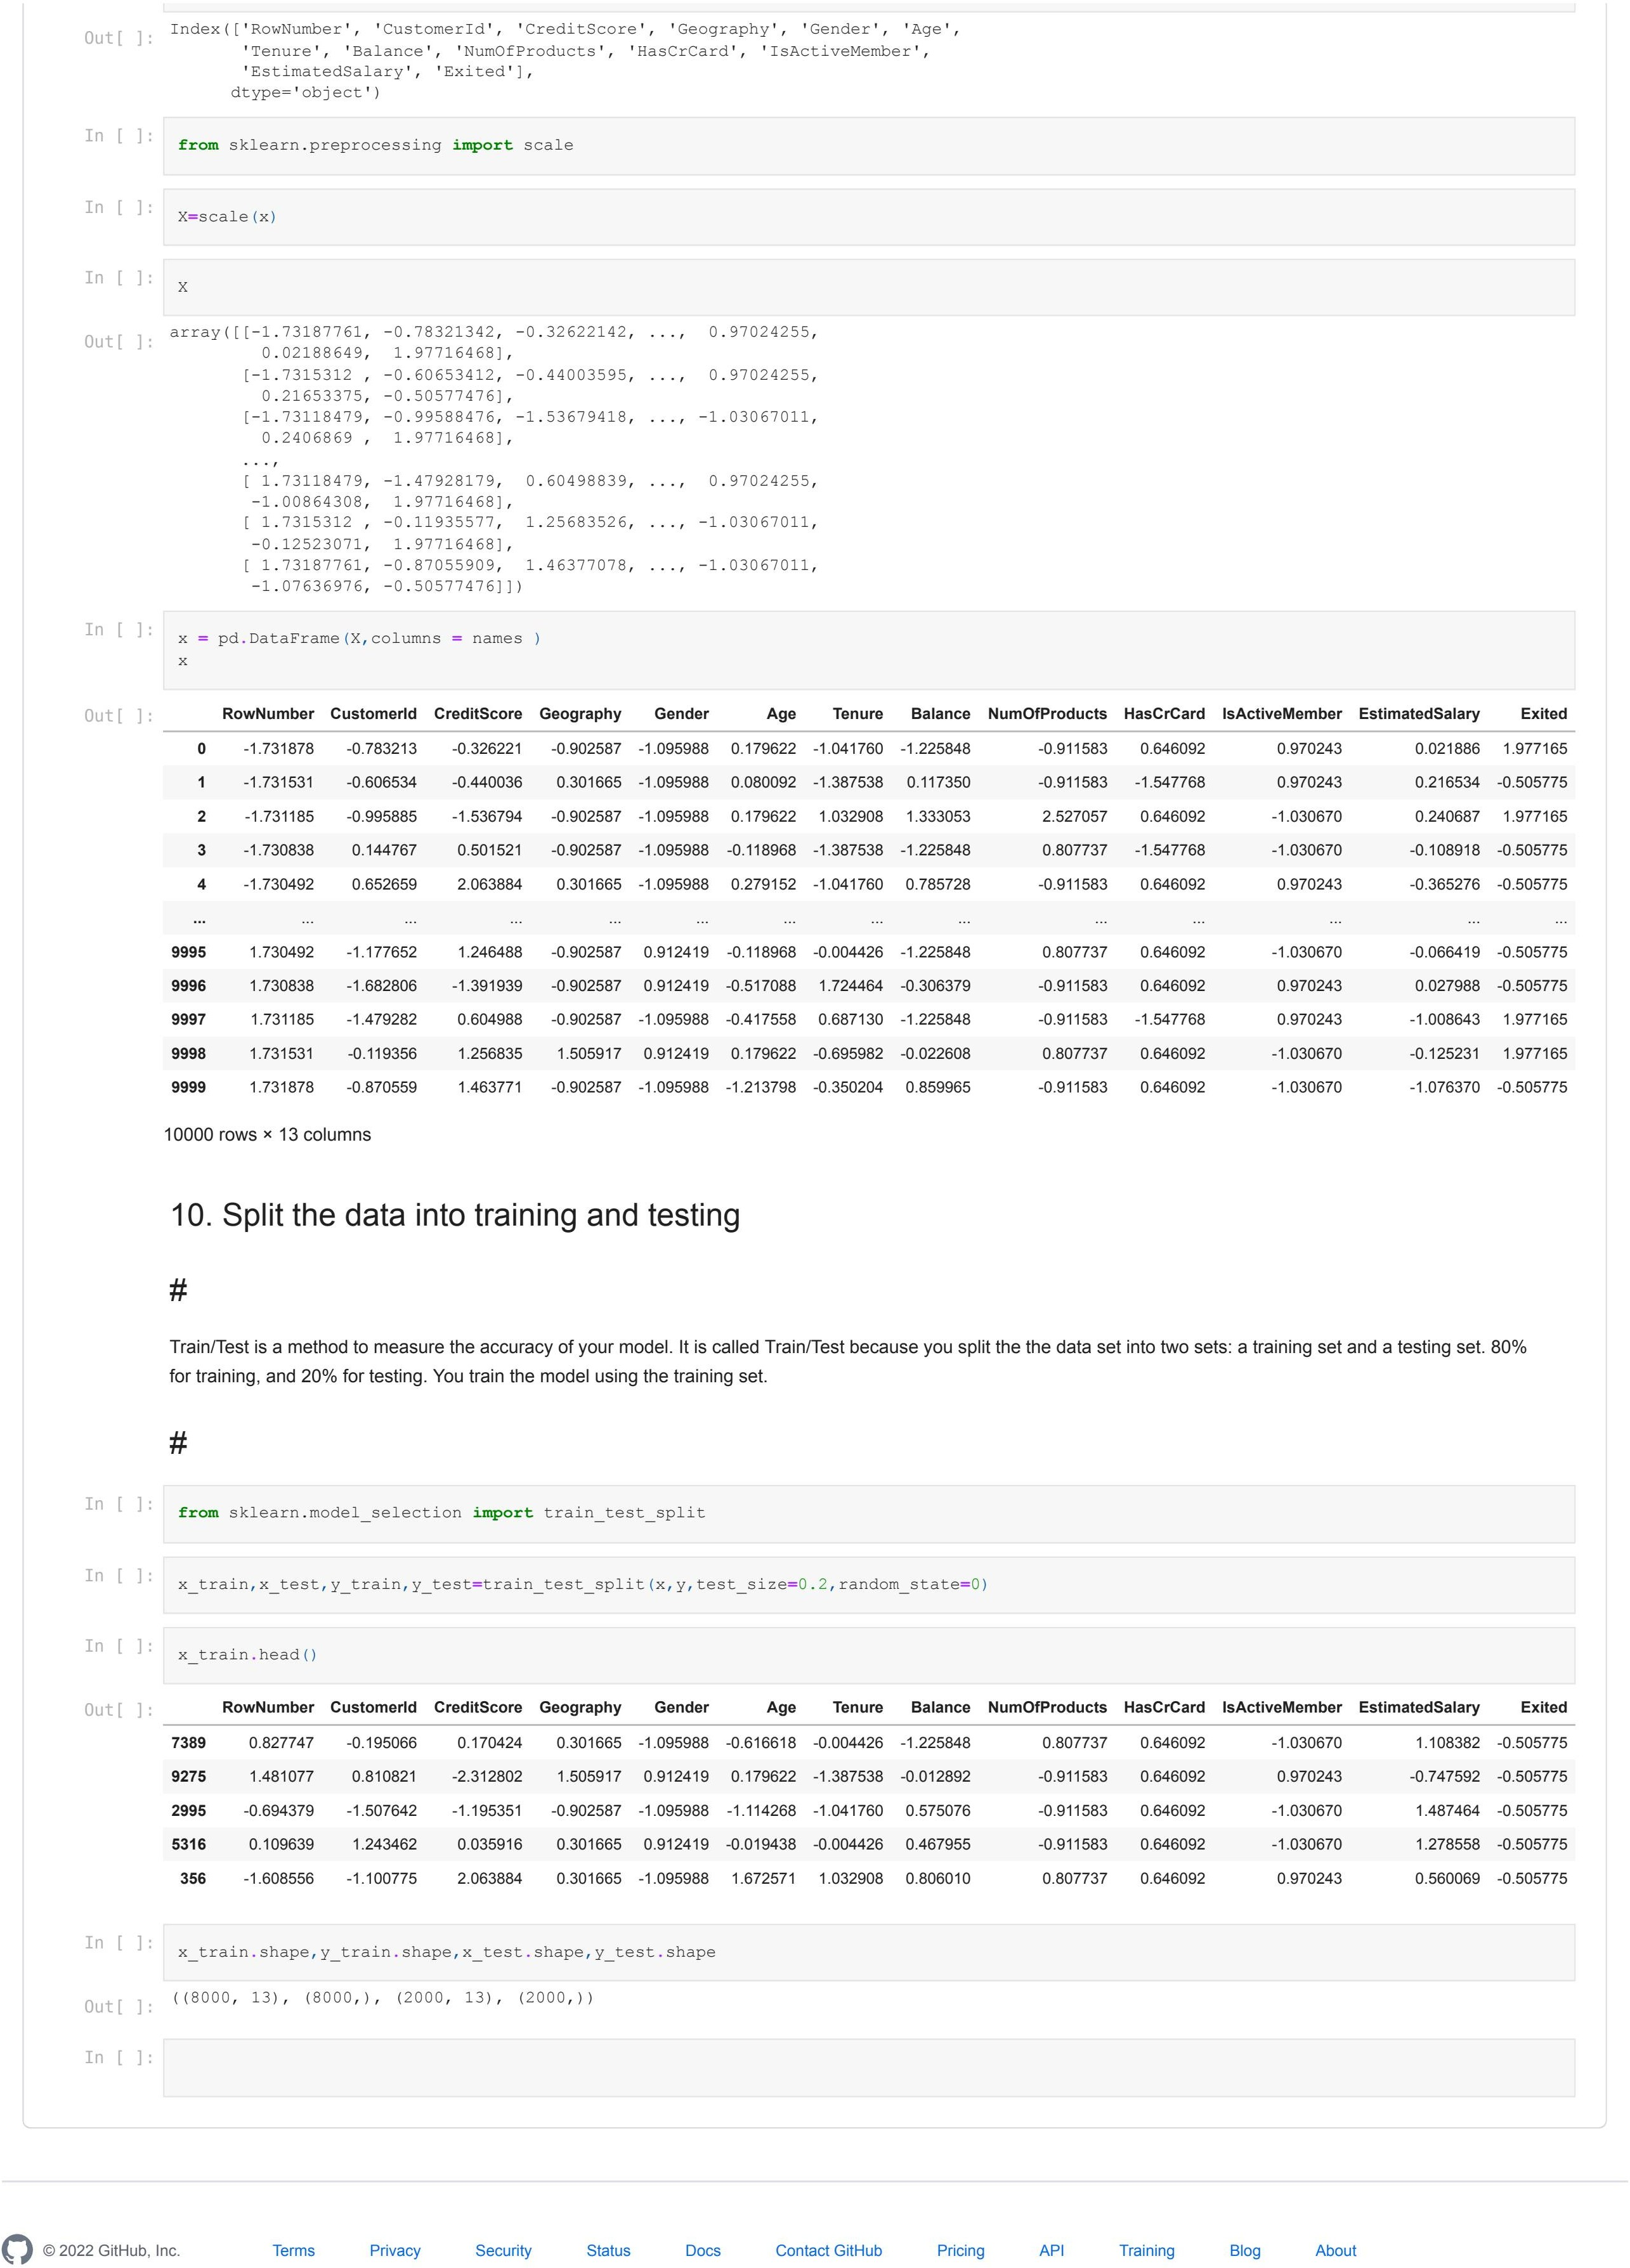 Out[ ]: Index(['RowNumber', 'CustomerId', 'CreditScore', 'Geography', 'Gender', 'Age',
'Tenure', 'Balance', 'NumOfProducts', 'HasCrCard', 'IsActiveMember',
'EstimatedSalary', 'Exited'],
dtype='object')
In [ ]: from sklearn.preprocessing import scale
In [ ]: X=scale(x)
In [ ]: X
Out[ ]: array([[-1.73187761, -0.78321342, -0.32622142, ..., 0.97024255,
0.02188649, 1.97716468],
[-1.7315312 , -0.60653412, -0.44003595, ..., 0.97024255,
0.21653375, -0.50577476],
[-1.73118479, -0.99588476, -1.53679418, ..., -1.03067011,
0.2406869 , 1.97716468],
...,
[ 1.73118479, -1.47928179, 0.60498839, ..., 0.97024255,
-1.00864308, 1.97716468],
[ 1.7315312 , -0.11935577, 1.25683526, ..., -1.03067011,
-0.12523071, 1.97716468],
[ 1.73187761, -0.87055909, 1.46377078, ..., -1.03067011,
-1.07636976, -0.50577476]])
In [ ]: x = pd.DataFrame(X,columns = names )
x
Out[ ]: RowNumber CustomerId CreditScore Geography Gender Age Tenure Balance NumOfProducts HasCrCard IsActiveMember EstimatedSalary Exited
0 -1.731878 -0.783213 -0.326221 -0.902587 -1.095988 0.179622 -1.041760 -1.225848 -0.911583 0.646092 0.970243 0.021886 1.977165
1 -1.731531 -0.606534 -0.440036 0.301665 -1.095988 0.080092 -1.387538 0.117350 -0.911583 -1.547768 0.970243 0.216534 -0.505775
2 -1.731185 -0.995885 -1.536794 -0.902587 -1.095988 0.179622 1.032908 1.333053 2.527057 0.646092 -1.030670 0.240687 1.977165
3 -1.730838 0.144767 0.501521 -0.902587 -1.095988 -0.118968 -1.387538 -1.225848 0.807737 -1.547768 -1.030670 -0.108918 -0.505775
4 -1.730492 0.652659 2.063884 0.301665 -1.095988 0.279152 -1.041760 0.785728 -0.911583 0.646092 0.970243 -0.365276 -0.505775
... ... ... ... ... ... ... ... ... ... ... ... ... ...
9995 1.730492 -1.177652 1.246488 -0.902587 0.912419 -0.118968 -0.004426 -1.225848 0.807737 0.646092 -1.030670 -0.066419 -0.505775
9996 1.730838 -1.682806 -1.391939 -0.902587 0.912419 -0.517088 1.724464 -0.306379 -0.911583 0.646092 0.970243 0.027988 -0.505775
9997 1.731185 -1.479282 0.604988 -0.902587 -1.095988 -0.417558 0.687130 -1.225848 -0.911583 -1.547768 0.970243 -1.008643 1.977165
9998 1.731531 -0.119356 1.256835 1.505917 0.912419 0.179622 -0.695982 -0.022608 0.807737 0.646092 -1.030670 -0.125231 1.977165
9999 1.731878 -0.870559 1.463771 -0.902587 -1.095988 -1.213798 -0.350204 0.859965 -0.911583 0.646092 -1.030670 -1.076370 -0.505775
10000 rows × 13 columns
10. Split the data into training and testing
#
Train/Test is a method to measure the accuracy of your model. It is called Train/Test because you split the the data set into two sets: a training set and a testing set. 80%
for training, and 20% for testing. You train the model using the training set.
#
In [ ]: from sklearn.model_selection import train_test_split
In [ ]: x_train,x_test,y_train,y_test=train_test_split(x,y,test_size=0.2,random_state=0)
In [ ]: x_train.head()
Out[ ]: RowNumber CustomerId CreditScore Geography Gender Age Tenure Balance NumOfProducts HasCrCard IsActiveMember EstimatedSalary Exited
7389 0.827747 -0.195066 0.170424 0.301665 -1.095988 -0.616618 -0.004426 -1.225848 0.807737 0.646092 -1.030670 1.108382 -0.505775
9275 1.481077 0.810821 -2.312802 1.505917 0.912419 0.179622 -1.387538 -0.012892 -0.911583 0.646092 0.970243 -0.747592 -0.505775
2995 -0.694379 -1.507642 -1.195351 -0.902587 -1.095988 -1.114268 -1.041760 0.575076 -0.911583 0.646092 -1.030670 1.487464 -0.505775
5316 0.109639 1.243462 0.035916 0.301665 0.912419 -0.019438 -0.004426 0.467955 -0.911583 0.646092 -1.030670 1.278558 -0.505775
356 -1.608556 -1.100775 2.063884 0.301665 -1.095988 1.672571 1.032908 0.806010 0.807737 0.646092 0.970243 0.560069 -0.505775
In [ ]: x_train.shape,y_train.shape,x_test.shape,y_test.shape
Out[ ]: ((8000, 13), (8000,), (2000, 13), (2000,))
In [ ]:
© 2022 GitHub, Inc. Terms Privacy Security Status Docs Contact GitHub Pricing API Training Blog About